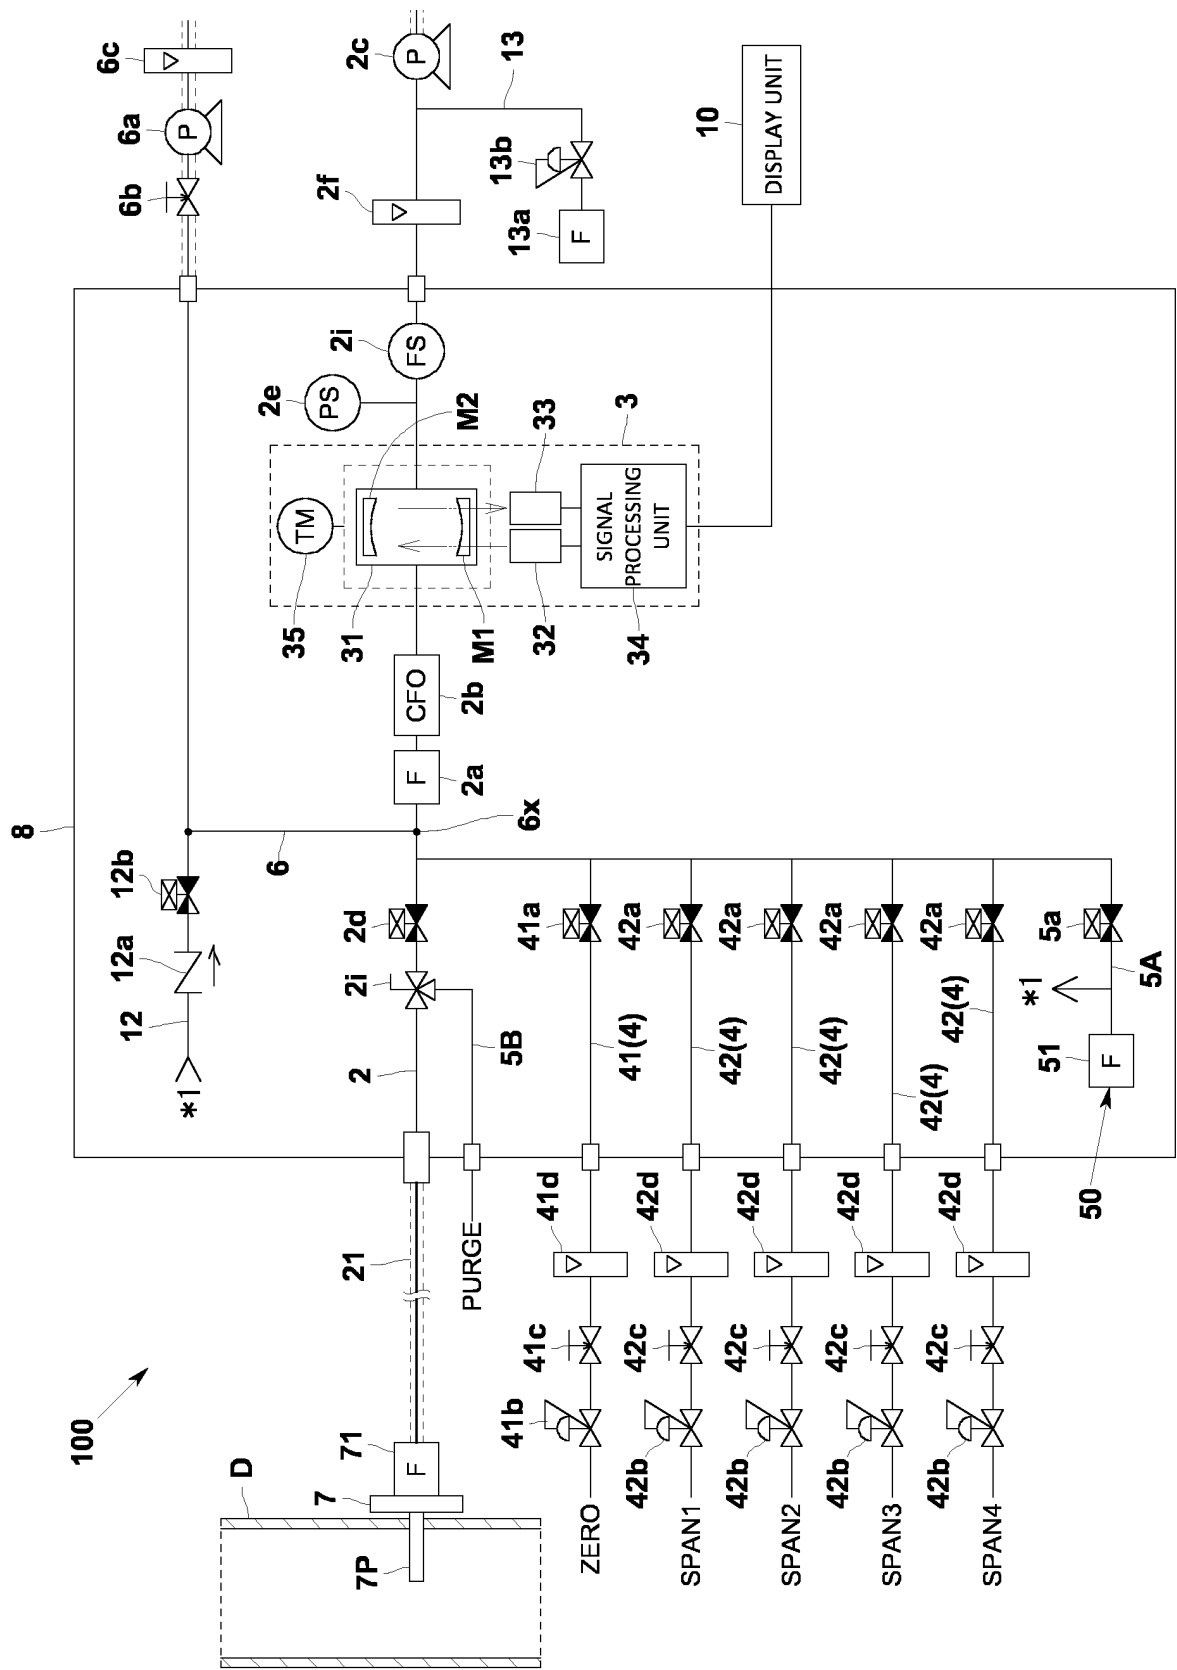 100
D
7P
7
71
F
21
PURGE
ZERO
SPAN1
SPAN2
SPAN3
SPAN4
41b
42b
42b
42b
42b
41c
42c
42c
42c
42c
41d
42d
42d
42d
42d
50
51
F
*1
5A
5a
8
*1
12
12a
12b
2
2i
2d
5B
41(4)
42(4)
42(4)
42(4)
42(4)
41a
42a
42a
42a
42a
6
6x
F
2a
CFO
2b
35
TM
31
M1
M2
32
33
34
SIGNAL
PROCESSING
UNIT
3
2e
PS
2i
FS
2f
2c
P
13
13a
F
13b
10
DISPLAY UNIT
6b
6a
P
6c